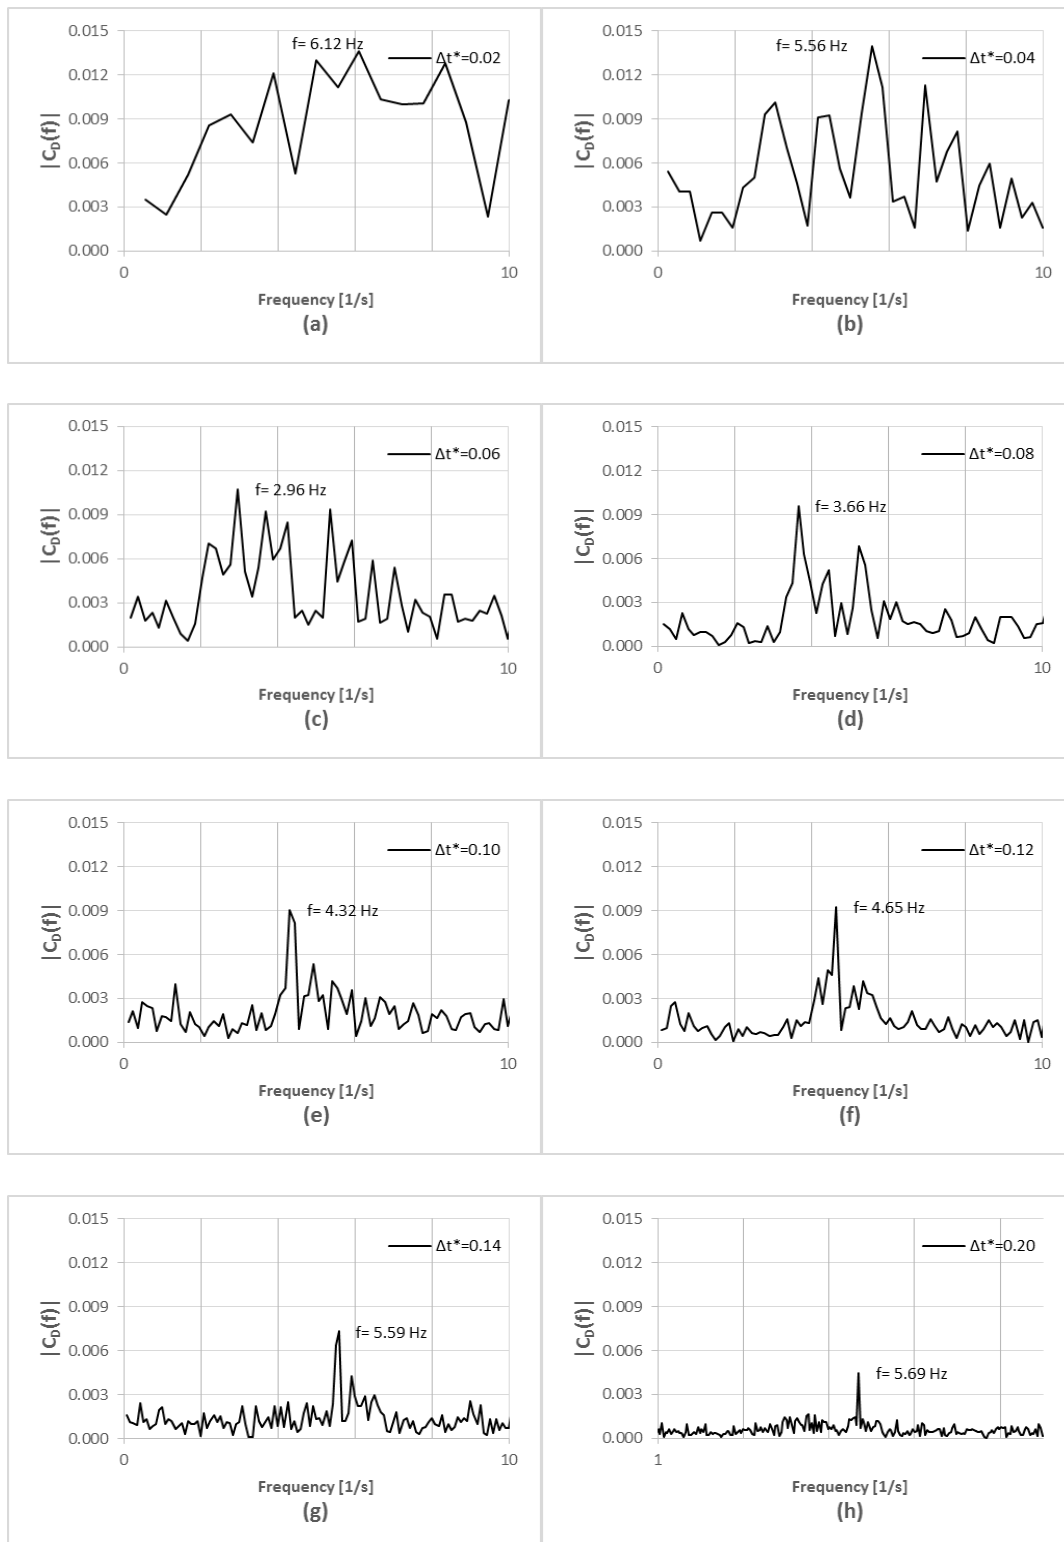 0.015
f= 6.12 Hz
Δt*=0.02
0.012
0.009
0.006
0.003
0.000
|C_D(f)|
0
10
Frequency [1/s]
(a)
0.015
f= 5.56 Hz
Δt*=0.04
0.012
0.009
0.006
0.003
0.000
|C_D(f)|
0
10
Frequency [1/s]
(b)
0.015
Δt*=0.06
0.012
f= 2.96 Hz
0.009
0.006
0.003
0.000
|C_D(f)|
0
10
Frequency [1/s]
(c)
0.015
Δt*=0.08
0.012
f= 3.66 Hz
0.009
0.006
0.003
0.000
|C_D(f)|
0
10
Frequency [1/s]
(d)
0.015
Δt*=0.10
0.012
0.009
f= 4.32 Hz
0.006
0.003
0.000
|C_D(f)|
0
10
Frequency [1/s]
(e)
0.015
Δt*=0.12
0.012
0.009
f= 4.65 Hz
0.006
0.003
0.000
|C_D(f)|
0
10
Frequency [1/s]
(f)
0.015
Δt*=0.14
0.012
0.009
f= 5.59 Hz
0.006
0.003
0.000
|C_D(f)|
0
10
Frequency [1/s]
(g)
0.015
Δt*=0.20
0.012
0.009
0.006
f= 5.69 Hz
0.003
0.000
|C_D(f)|
1
Frequency [1/s]
(h)